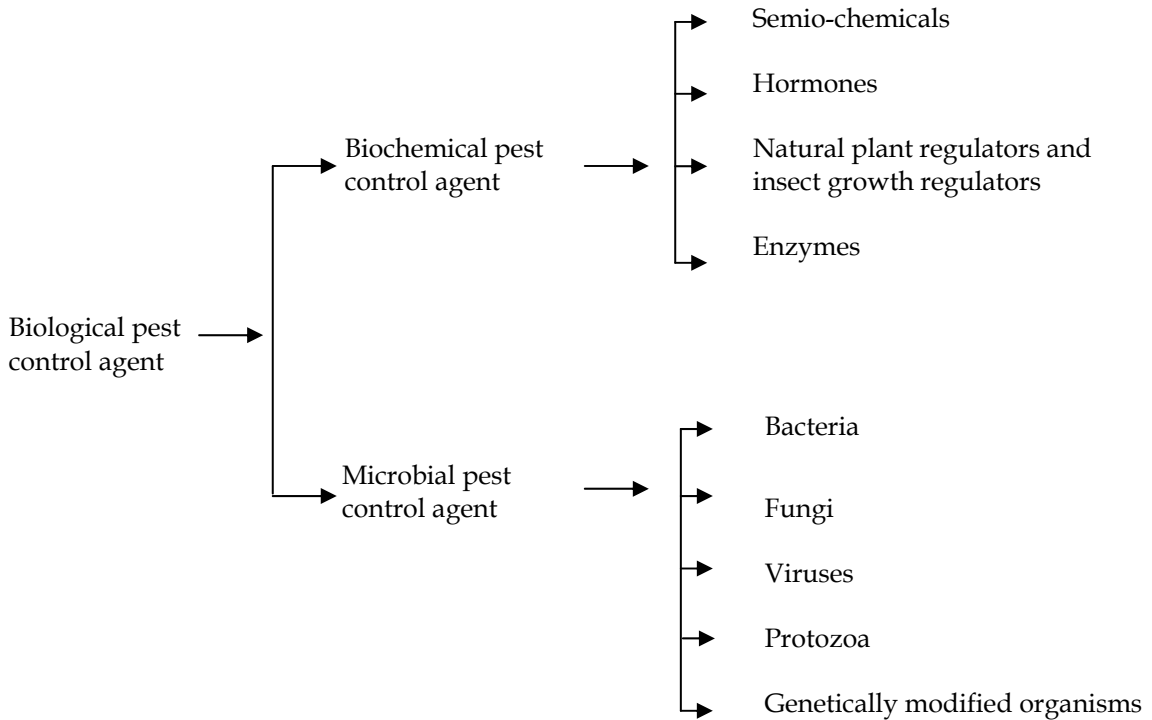 Semio-chemicals
Hormones
Biochemical pest
control agent
Natural plant regulators and
insect growth regulators
Enzymes
Biological pest
control agent
Bacteria
Microbial pest
control agent
Fungi
Viruses
Protozoa
Genetically modified organisms